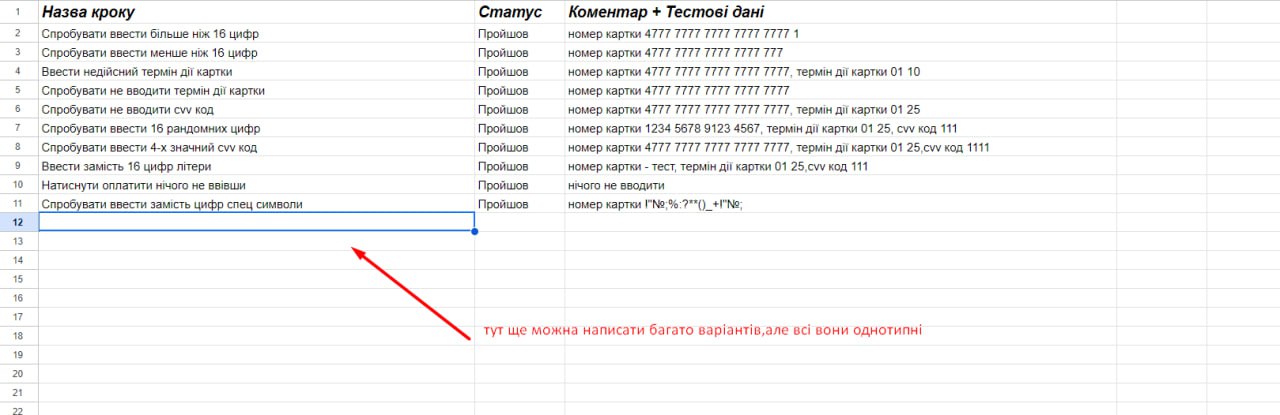 1 Назва кроку Статус Коментар + Тестові дані
2 Спробувати ввести більше ніж 16 цифр Пройшов номер картки 4777 7777 7777 7777 7777 1
3 Спробувати ввести менше ніж 16 цифр Пройшов номер картки 4777 7777 7777 7777 777
4 Ввести недійсний термін дії картки Пройшов номер картки 4777 7777 7777 7777 7777, термін дії картки 01 10
5 Спробувати не вводити термін дії картки Пройшов номер картки 4777 7777 7777 7777 7777
6 Спробувати не вводити cvv код Пройшов номер картки 4777 7777 7777 7777 7777, термін дії картки 01 25
7 Спробувати ввести 16 рандомних цифр Пройшов номер картки 1234 5678 9123 4567, термін дії картки 01 25, cvv код 111
8 Спробувати ввести 4-х значний cvv код Пройшов номер картки 4777 7777 7777 7777 7777, термін дії картки 01 25,cvv код 1111
9 Ввести замість 16 цифр літери Пройшов номер картки - тест, термін дії картки 01 25,cvv код 111
10 Натиснути оплатити нічого не ввівши Пройшов нічого не вводити
11 Спробувати ввести замість цифр спец символи Пройшов номер картки !"№;%:?**()_+!"№;
12
13
14
15
16
17
18 тут ще можна написати багато варіантів,але всі вони однотипні
19
20
21
22